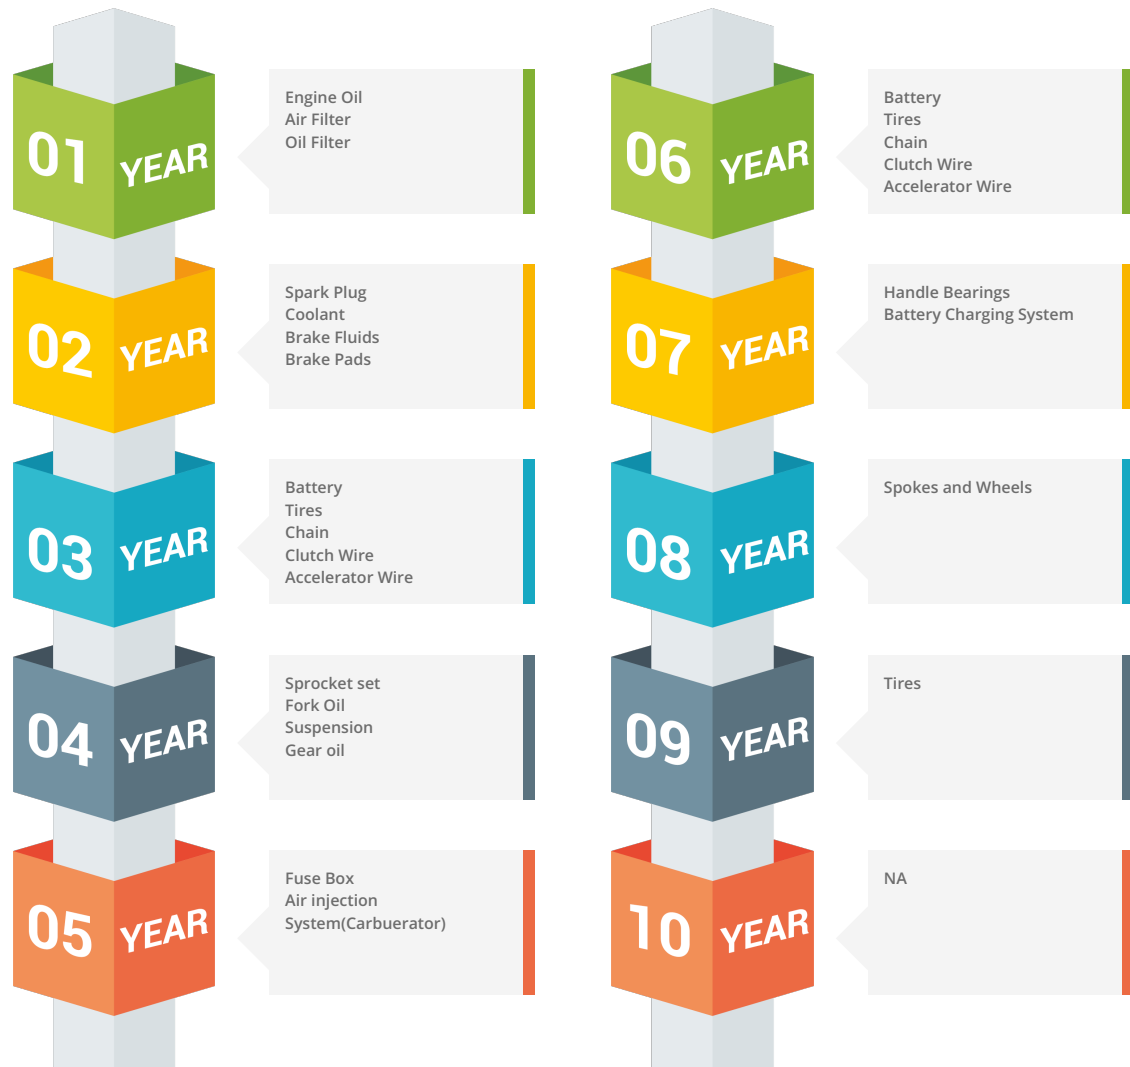 01 YEAR
Engine Oil
Air Filter
Oil Filter
02 YEAR
Spark Plug
Coolant
Brake Fluids
Brake Pads
03 YEAR
Battery
Tires
Chain
Clutch Wire
Accelerator Wire
04 YEAR
Sprocket set
Fork Oil
Suspension
Gear oil
05 YEAR
Fuse Box
Air injection
System(Carbuerator)
06 YEAR
Battery
Tires
Chain
Clutch Wire
Accelerator Wire
07 YEAR
Handle Bearings
Battery Charging System
08 YEAR
Spokes and Wheels
09 YEAR
Tires
10 YEAR
NA